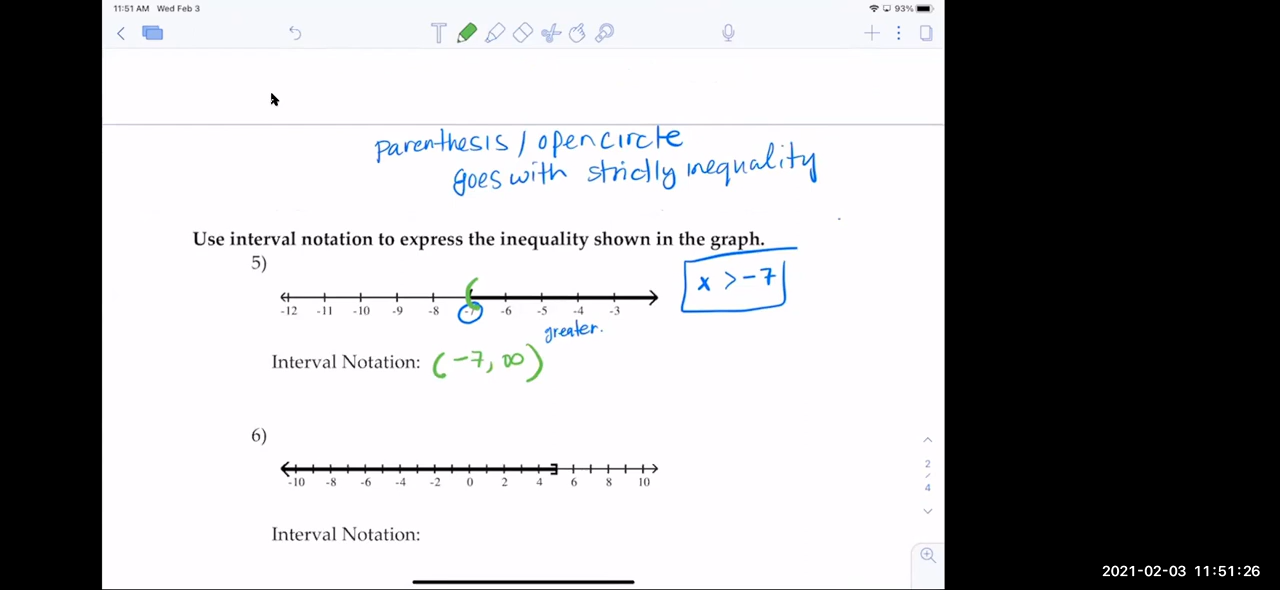 11:51 AM Wed Feb 3
93%
parenthesis / open circle
goes with strictly inequality
Use interval notation to express the inequality shown in the graph.
5)
x > -7
-12 -11 -10 -9 -8 -7 -6 -5 -4 -3
greater.
Interval Notation: (-7, ∞)
6)
-10 -8 -6 -4 -2 0 2 4 6 8 10
Interval Notation:
2
/
4
2021-02-03 11:51:26